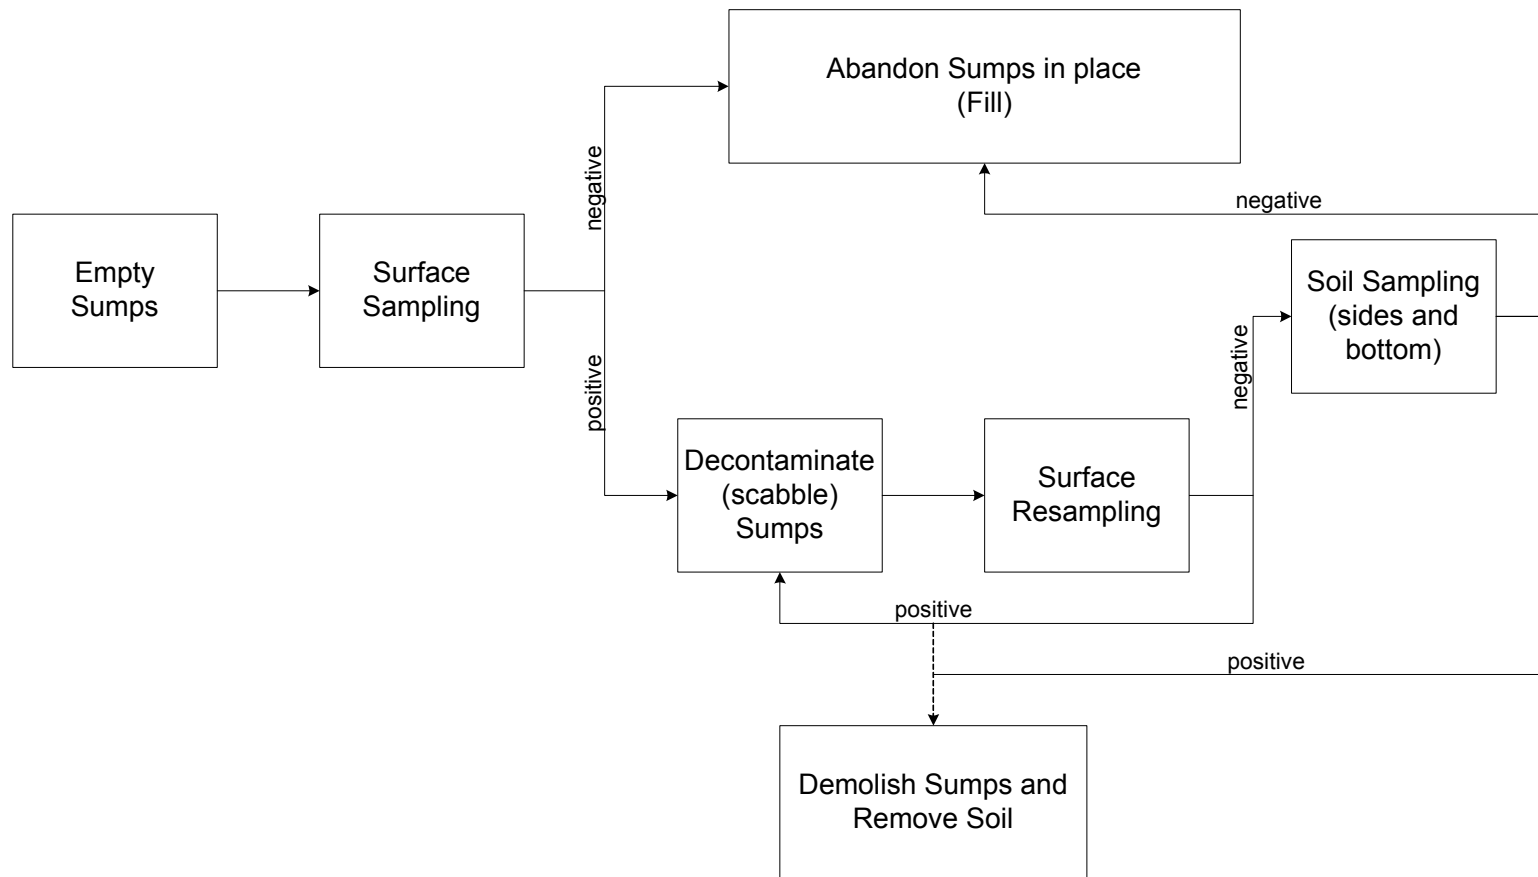 Abandon Sumps in place
(Fill)
negative
negative
Empty
Sumps
Surface
Sampling
Soil Sampling
(sides and
bottom)
negative
positive
Decontaminate
(scabble)
Sumps
Surface
Resampling
positive
positive
Demolish Sumps and
Remove Soil